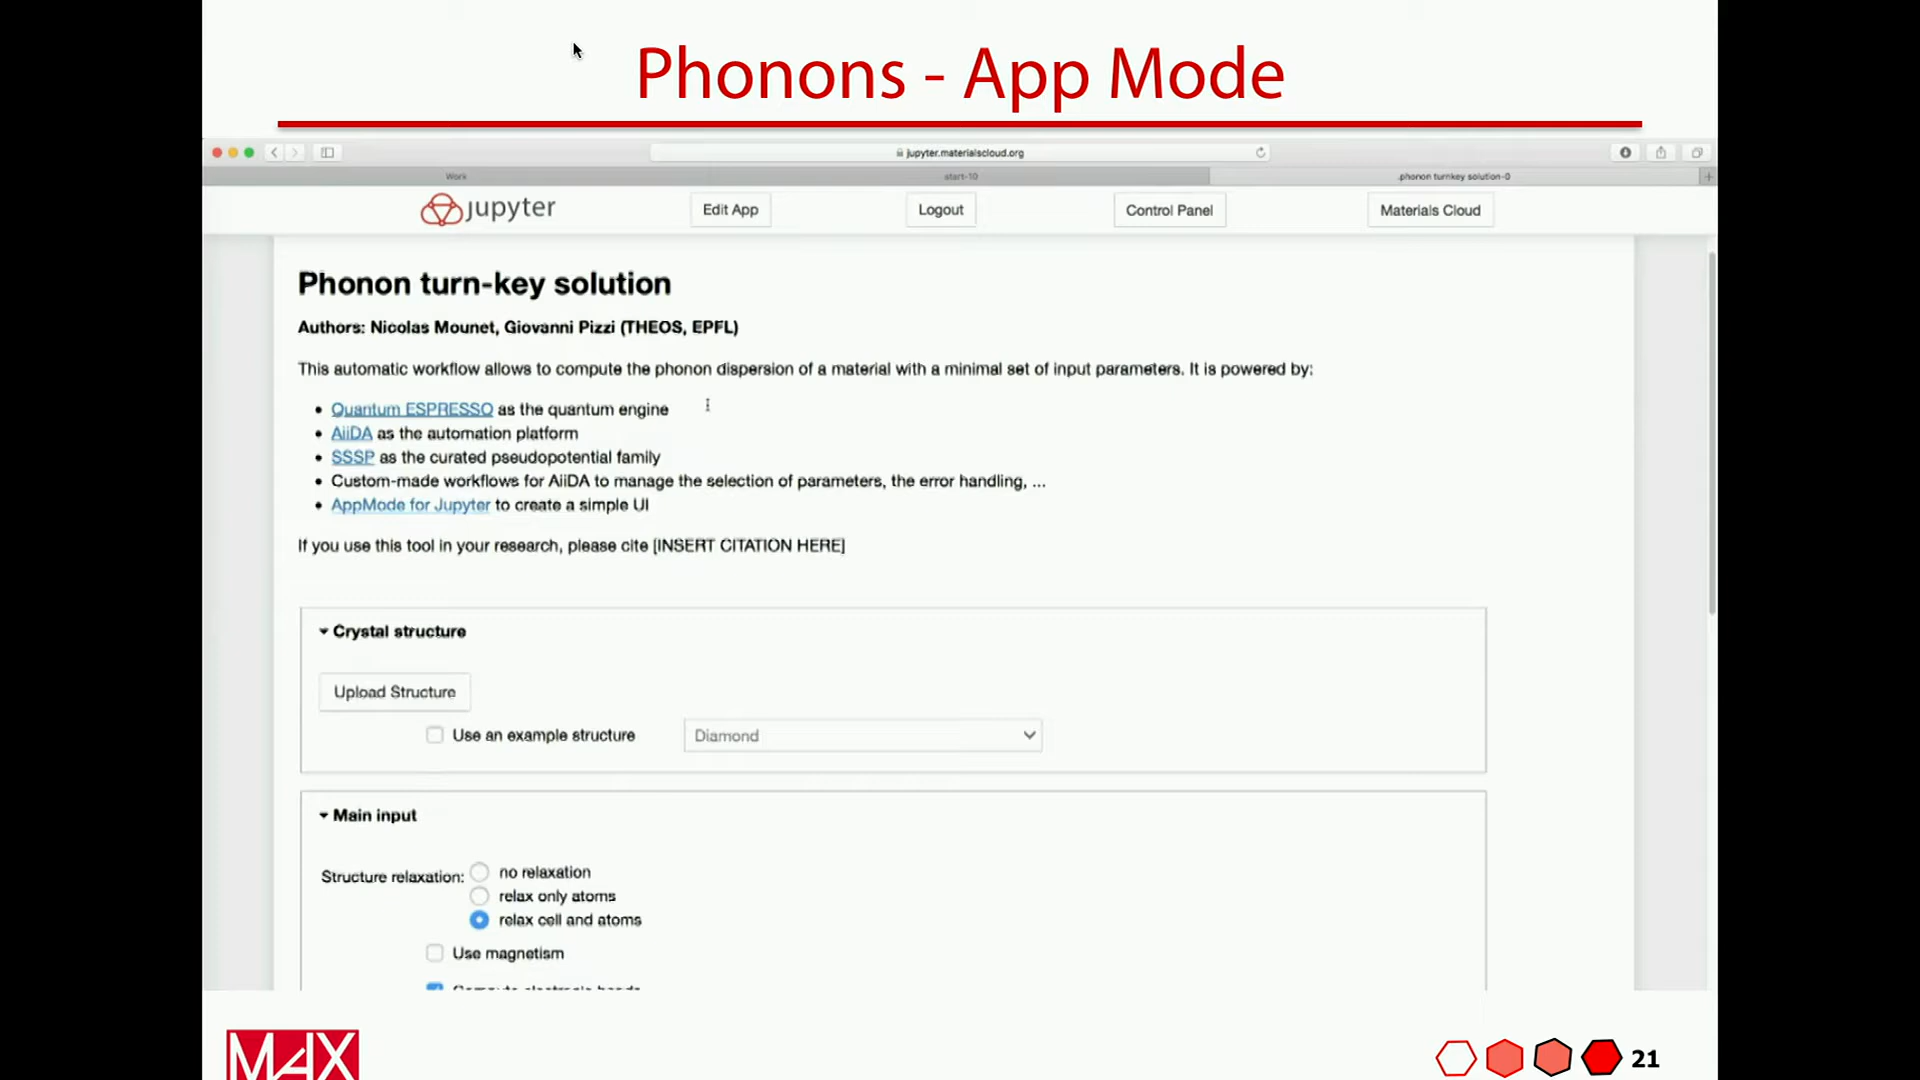 Phonons - App Mode
jupyter.materialscloud.org
Work
start-10
phonon turnkey solution-0
jupyter
Edit App
Logout
Control Panel
Materials Cloud
Phonon turn-key solution
Authors: Nicolas Mounet, Giovanni Pizzi (THEOS, EPFL)
This automatic workflow allows to compute the phonon dispersion of a material with a minimal set of input parameters. It is powered by:
Quantum ESPRESSO as the quantum engine
AiiDA as the automation platform
SSSP as the curated pseudopotential family
Custom-made workflows for AiiDA to manage the selection of parameters, the error handling, ...
AppMode for Jupyter to create a simple UI
If you use this tool in your research, please cite [INSERT CITATION HERE]
Crystal structure
Upload Structure
Use an example structure
Diamond
Main input
Structure relaxation:
no relaxation
relax only atoms
relax cell and atoms
Use magnetism
Compute electronic bands
MAX
21